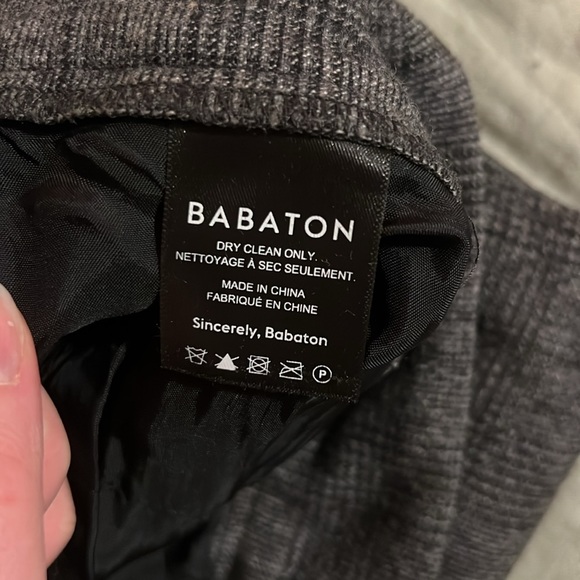 BABATON
DRY CLEAN ONLY.
NETTOYAGE À SEC SEULEMENT.
MADE IN CHINA
FABRIQUÉ EN CHINE
Sincerely, Babaton
P